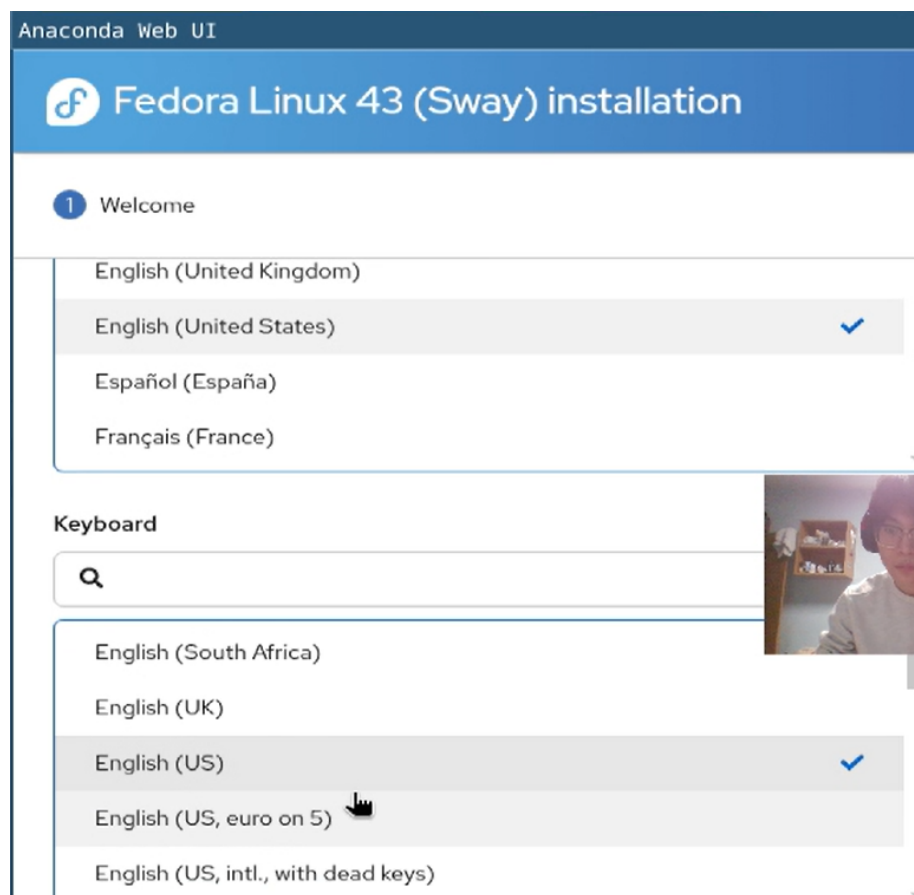 Anaconda Web UI
Fedora Linux 43 (Sway) installation
1 Welcome
English (United Kingdom)
English (United States)
Español (España)
Français (France)
Keyboard
English (South Africa)
English (UK)
English (US)
English (US, euro on 5)
English (US, intl., with dead keys)